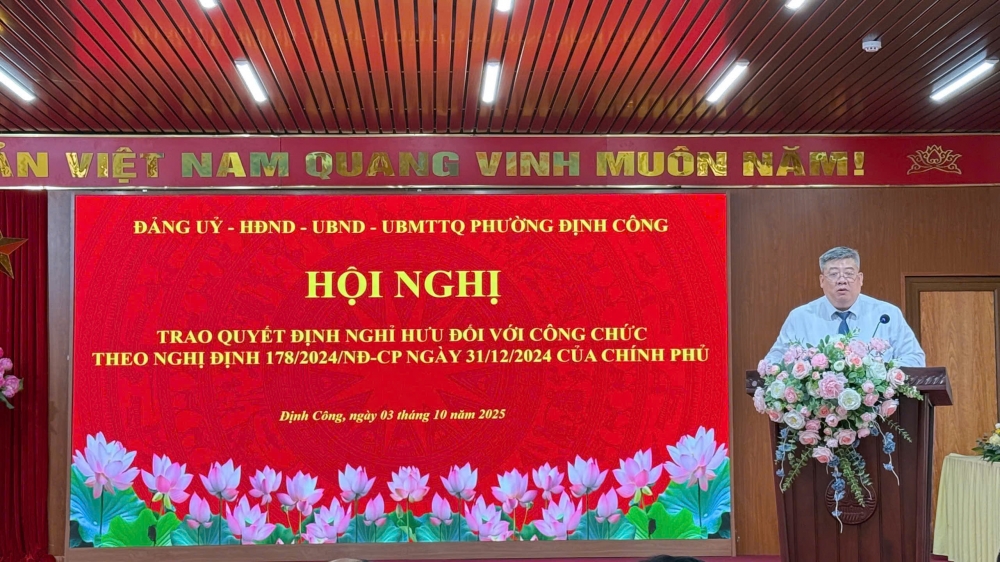 VIỆT NAM QUANG VINH MUÔN NĂM!
ĐẢNG UỶ - HĐND - UBND - UBMTTQ PHƯỜNG ĐỊNH CÔNG
HỘI NGHỊ
TRAO QUYẾT ĐỊNH NGHỈ HƯU ĐỐI VỚI CÔNG CHỨC
THEO NGHỊ ĐỊNH 178/2024/NĐ-CP NGÀY 31/12/2024 CỦA CHÍNH PHỦ
Định Công, ngày 03 tháng 10 năm 2025